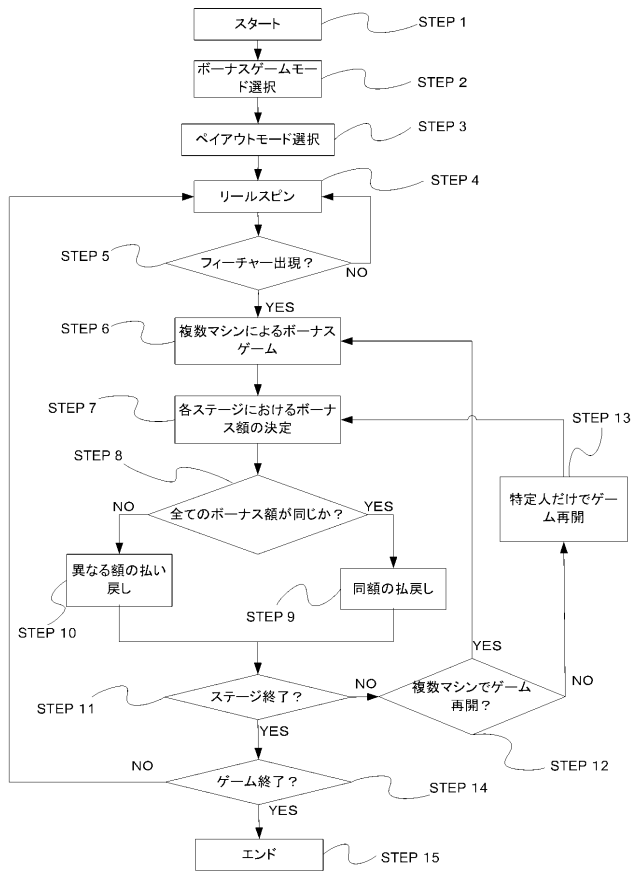 スタート
STEP 1
ボーナスゲームモー
ド選択
STEP 2
ペイアウトモード選択
STEP 3
リールスピン
STEP 4
STEP 5
フィーチャー出現？
NO
YES
STEP 6
複数マシンによるボーナス
ゲーム
STEP 7
各ステージにおけるボーナ
ス額の決定
STEP 13
STEP 8
特定人だけでゲーム
再開
NO
全てのボーナス額が同じか？
YES
異なる額の払い
戻し
同額の払戻し
STEP 9
STEP 10
YES
ステージ終了？
NO
複数マシンでゲーム
再開？
NO
STEP 11
YES
STEP 12
NO
ゲーム終了？
STEP 14
YES
エンド
STEP 15